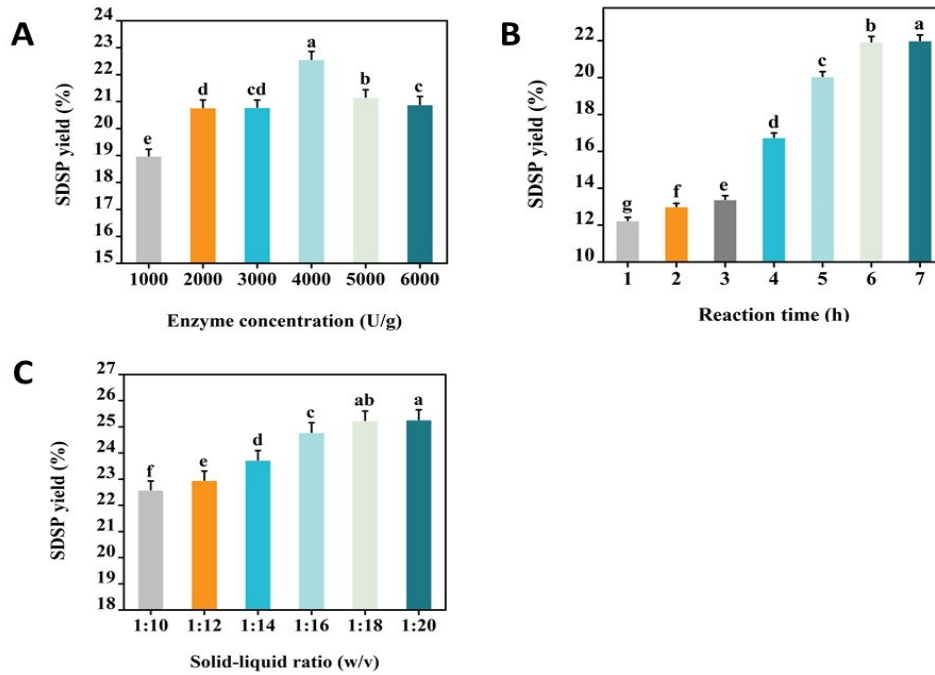 A
SDSP yield (%)
24
23
22
21
20
19
18
17
16
15
e
d
cd
a
b
c
1000 2000 3000 4000 5000 6000
Enzyme concentration (U/g)
B
SDSP yield (%)
22
20
18
16
14
12
10
g
f
e
d
c
b
a
1 2 3 4 5 6 7
Reaction time (h)
C
SDSP yield (%)
26
25
24
23
22
21
20
19
18
f
e
d
c
ab
a
1:10 1:12 1:14 1:16 1:18 1:20
Solid-liquid ratio (w/v)